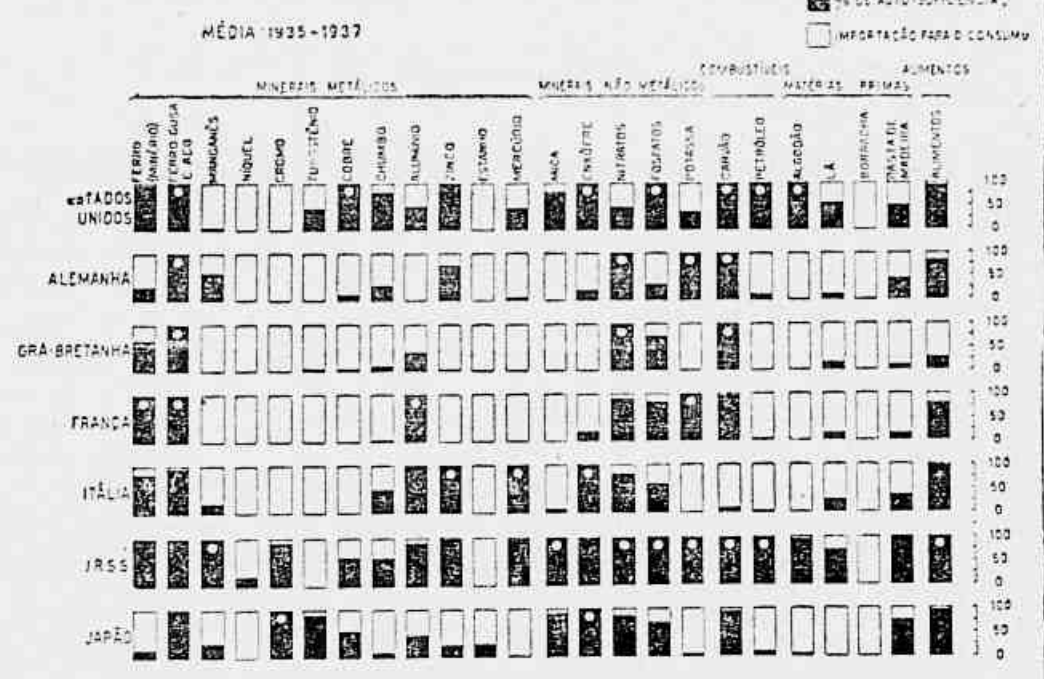 % DE AUTO-SUFICIÊNCIA
MÉDIA 1935-1937
IMPORTAÇÃO PARA O CONSUMO
COMBUSTÍVEIS
ALIMENTOS
MINERAIS METÁLICOS
MINERAIS NÃO METÁLICOS
MATÉRIAS PRIMAS
FERRO (MINÉRIO)
FERRO GUSA E AÇO
MANGANÊS
NÍQUEL
CROMO
TUNGSTÊNIO
COBRE
CHUMBO
ALUMÍNIO
ZINCO
ESTANHO
MERCÚRIO
MICA
ENXÔFRE
NITRATOS
FOSFATOS
POTASSA
CARVÃO
PETRÓLEO
ALGODÃO
LÃ
BORRACHA
PASTA DE MADEIRA
ALIMENTOS
ESTADOS
UNIDOS
100
50
0
ALEMANHA
100
50
0
GRÃ-BRETANHA
100
50
0
FRANÇA
100
50
0
ITÁLIA
100
50
0
URSS
100
50
0
JAPÃO
100
50
0